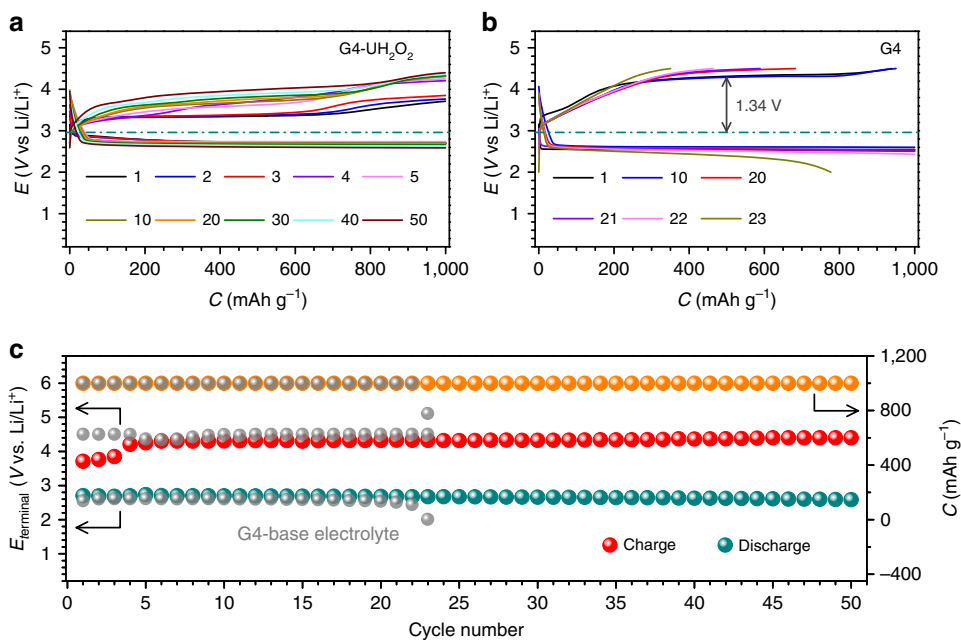 a
G4-UH₂O₂
E (V vs Li/Li⁺)
5
4
3
2
1
1 2 3 4 5
10 20 30 40 50
0 200 400 600 800 1,000
C (mAh g⁻¹)
b
G4
E (V vs Li/Li⁺)
5
4
3
2
1
1.34 V
1 10 20
21 22 23
0 200 400 600 800 1,000
C (mAh g⁻¹)
c
E_terminal (V vs. Li/Li⁺)
6
5
4
3
2
1
1,200
800
400
0
−400
C (mAh g⁻¹)
G4-base electrolyte
Charge Discharge
0 5 10 15 20 25 30 35 40 45 50
Cycle number